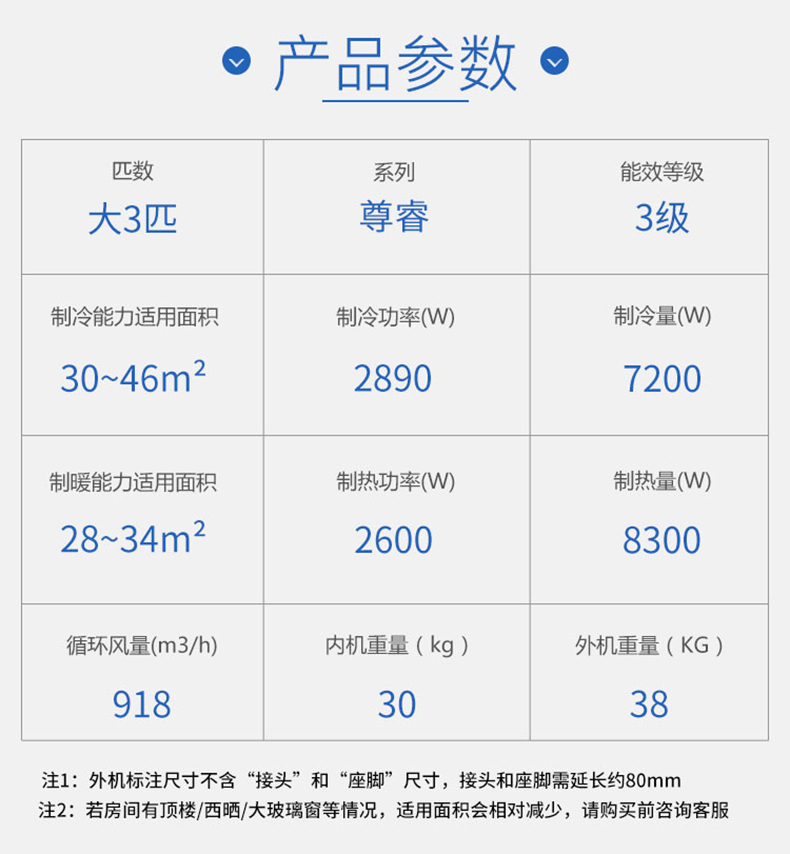 产品参数
匹数
系列
能效等级
大3匹
尊睿
3级
制冷能力适用面积
制冷功率(W)
制冷量(W)
30~46m²
2890
7200
制暖能力适用面积
制热功率(W)
制热量(W)
28~34m²
2600
8300
循环风量(m3/h)
内机重量（kg）
外机重量（KG）
918
30
38
注1：外机标注尺寸不含“接头”和“座脚”尺寸，接头和座脚需延长约80mm
注2：若房间有顶楼/西晒/大玻璃窗等情况，适用面积会相对减少，请购买前咨询客服